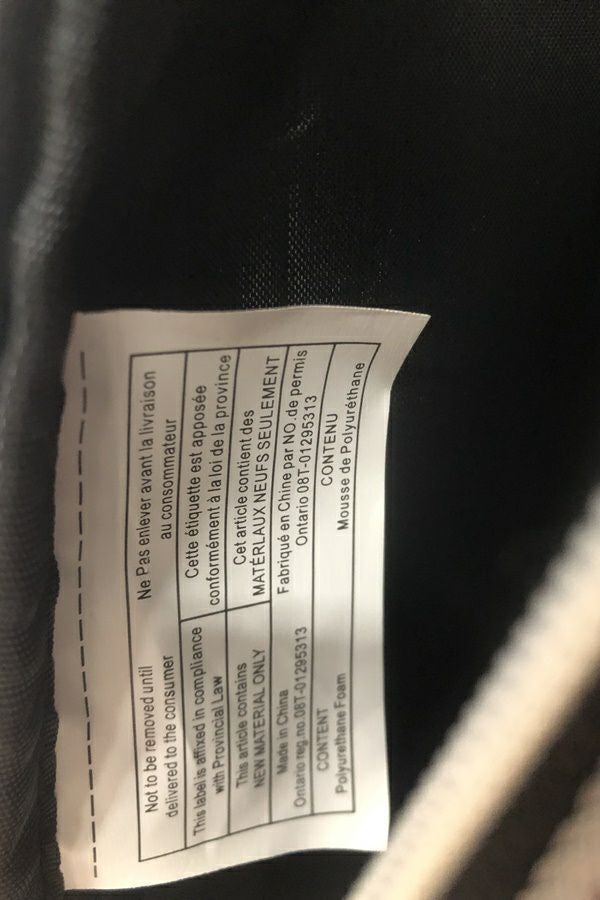 Not to be removed until
delivered to the consumer
Ne Pas enlever avant la livraison
au consommateur
This label is affixed in compliance
with Provincial Law
Cette étiquette est apposée
conformément à la loi de la province
This article contains
NEW MATERIAL ONLY
Cet article contient des
MATÉRLAUX NEUFS SEULEMENT
Made in China
Ontario reg.no.08T-01295313
Fabriqué en Chine par NO.de permis
Ontario 08T-01295313
CONTENT
Polyurethane Foam
CONTENU
Mousse de Polyuréthane